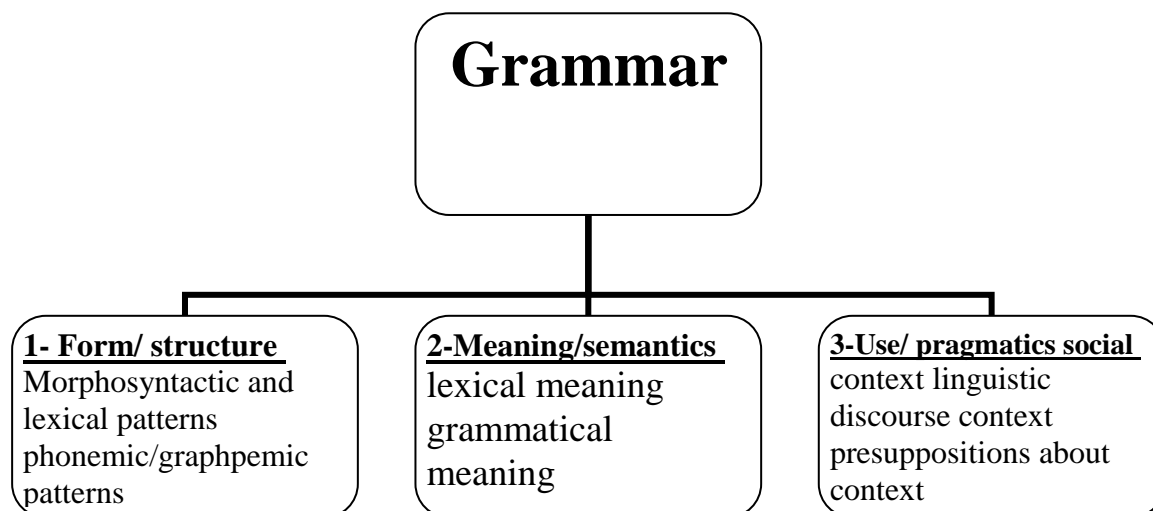 Grammar
1- Form/ structure
Morphosyntactic and
lexical patterns
phonemic/graphpemic
patterns
2-Meaning/semantics
lexical meaning
grammatical
meaning
3-Use/ pragmatics social
context linguistic
discourse context
presuppositions about
context